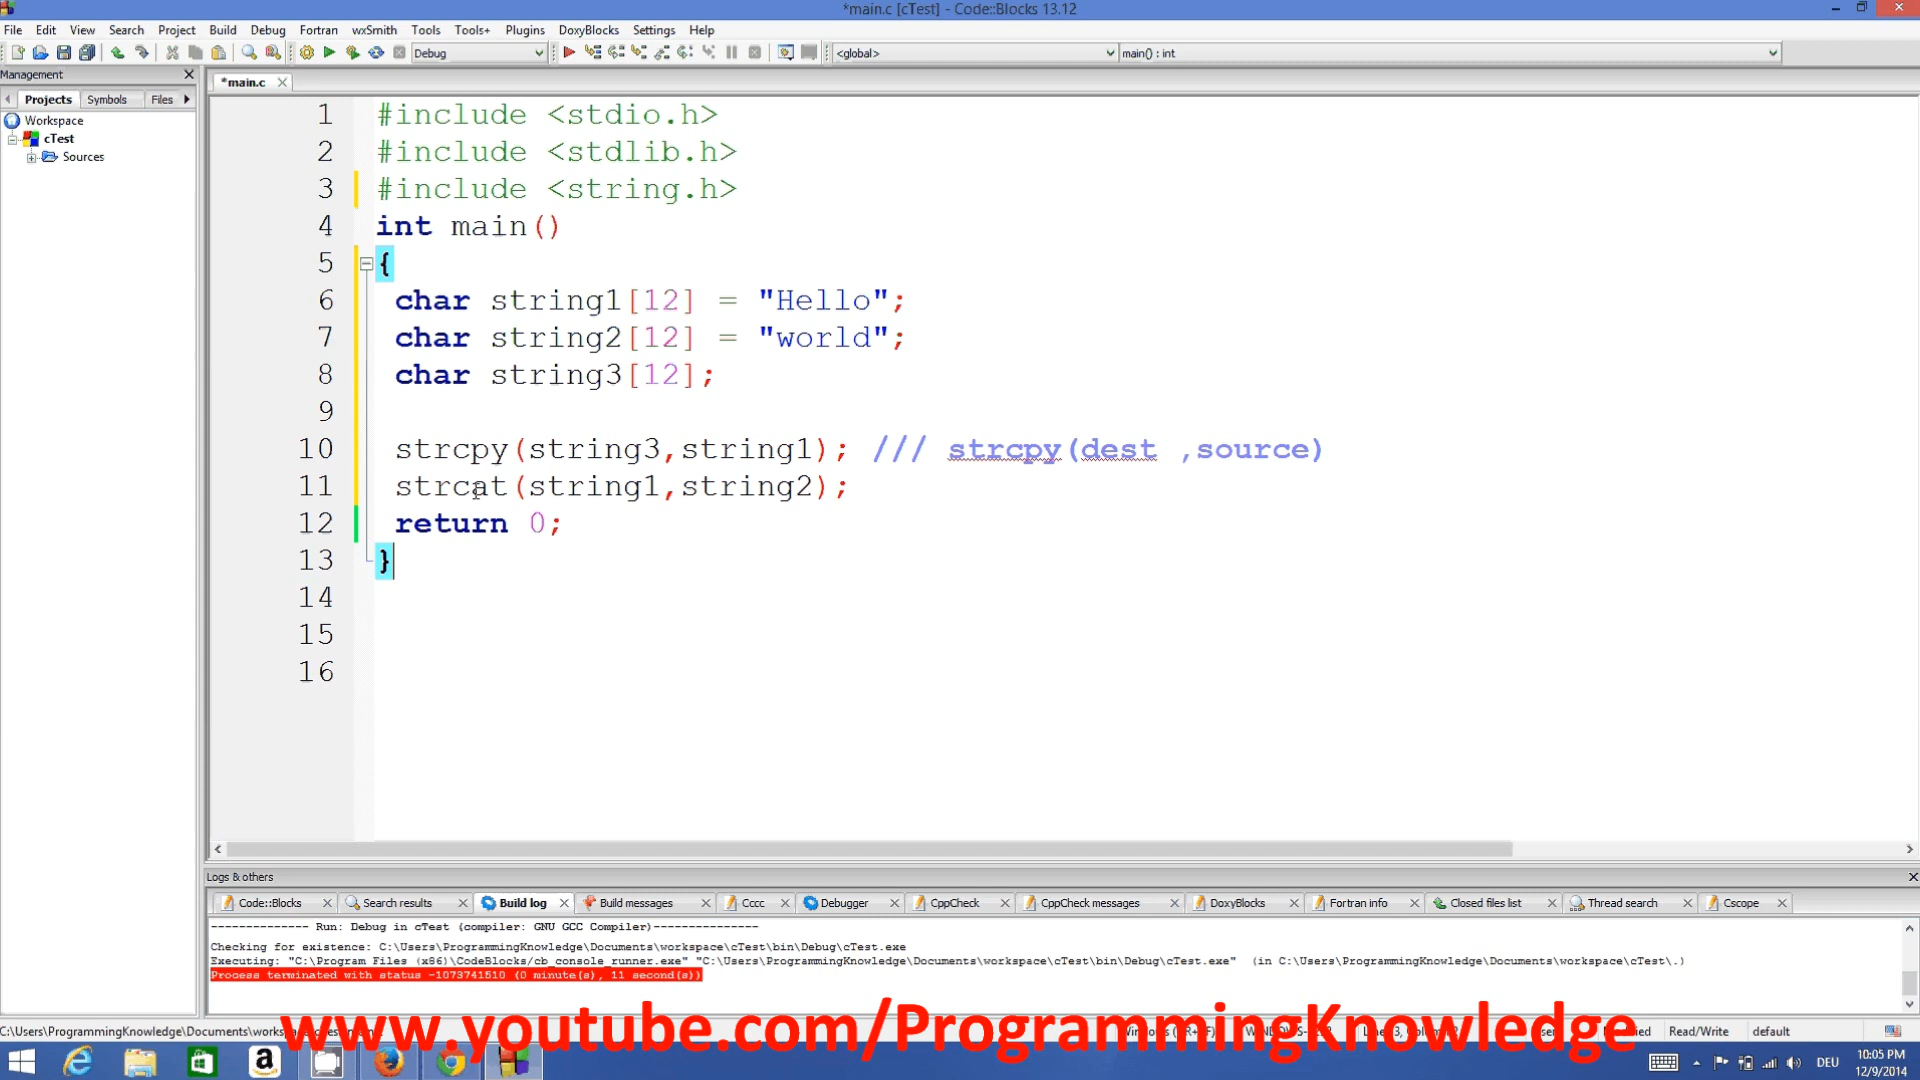 *main.c [cTest] - Code::Blocks 13.12
File Edit View Search Project Build Debug Fortran wxSmith Tools Tools+ Plugins DoxyBlocks Settings Help
Debug <global> main() : int
Management
*main.c
Projects Symbols Files
Workspace
cTest
Sources
1 #include <stdio.h>
2 #include <stdlib.h>
3 #include <string.h>
4 int main()
5 {
6 char string1[12] = "Hello";
7 char string2[12] = "world";
8 char string3[12];
9
10 strcpy(string3,string1); /// strcpy(dest ,source)
11 strcat(string1,string2);
12 return 0;
13 }
14
15
16
Logs & others
Code::Blocks Search results Build log Build messages Cccc Debugger CppCheck CppCheck messages DoxyBlocks Fortran info Closed files list Thread search Cscope
-------------- Run: Debug in cTest (compiler: GNU GCC Compiler)---------------
Checking for existence: C:\Users\ProgrammingKnowledge\Documents\workspace\cTest\bin\Debug\cTest.exe
Executing: "C:\Program Files (x86)\CodeBlocks/cb_console_runner.exe" "C:\Users\ProgrammingKnowledge\Documents\workspace\cTest\bin\Debug\cTest.exe" (in C:\Users\ProgrammingKnowledge\Documents\workspace\cTest\.)
Process terminated with status -1073741510 (0 minute(s), 11 second(s))
www.youtube.com/ProgrammingKnowledge
Read/Write default
DEU 10:05 PM
12/9/2014